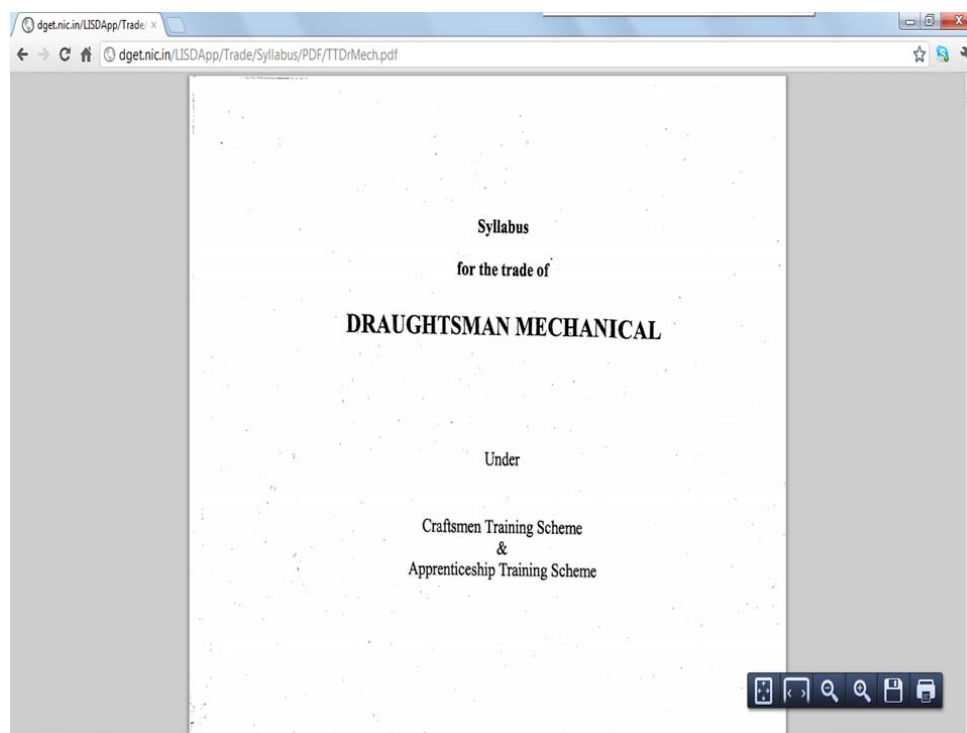 dget.nic.in/LISDApp/Trade/
dget.nic.in/LISDApp/Trade/Syllabus/PDF/TTDrMech.pdf
Syllabus
for the trade of
DRAUGHTSMAN MECHANICAL
Under
Craftsmen Training Scheme
&
Apprenticeship Training Scheme